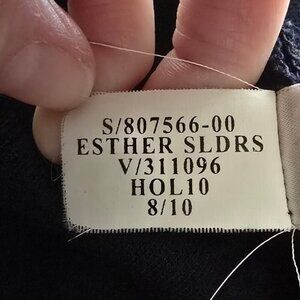 S/807566-00
ESTHER SLDRS
V/311096
HOL10
8/10